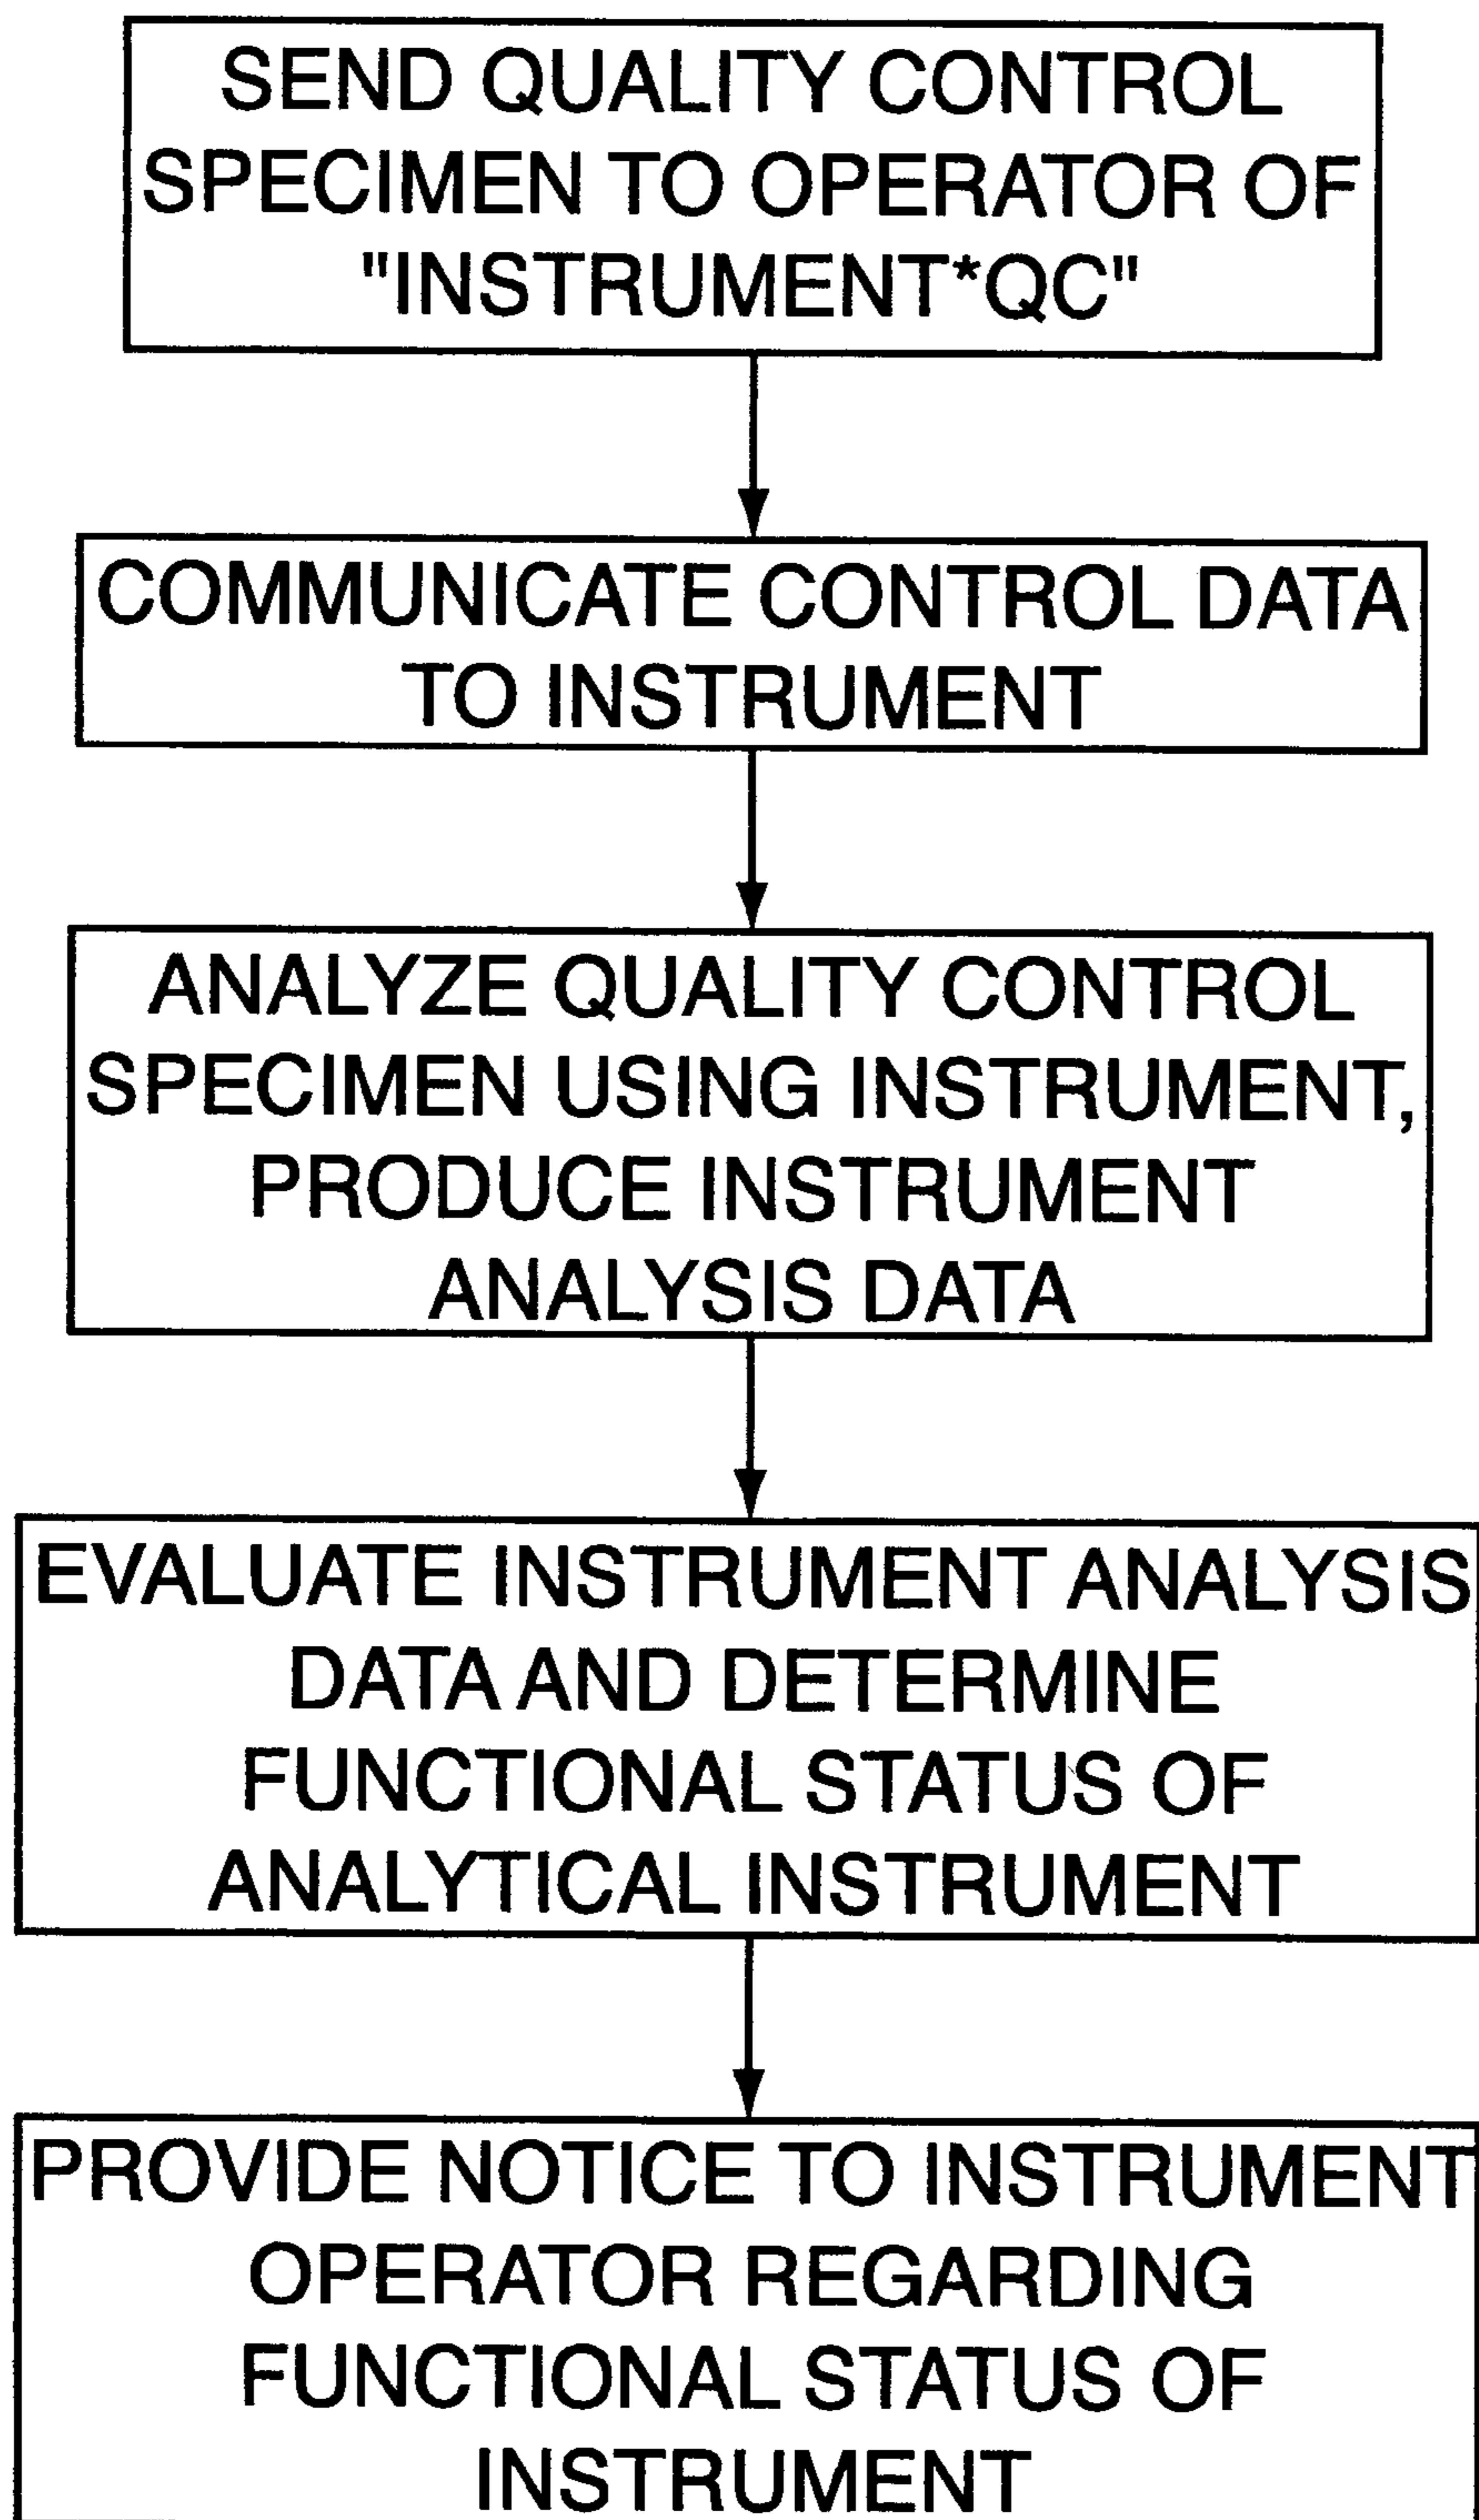 SEND QUALITY CONTROL
SPECIMEN TO OPERATOR OF
"INSTRUMENT*QC"
COMMUNICATE CONTROL DATA
TO INSTRUMENT
ANALYZE QUALITY CONTROL
SPECIMEN USING INSTRUMENT,
PRODUCE INSTRUMENT
ANALYSIS DATA
EVALUATE INSTRUMENT ANALYSIS
DATA AND DETERMINE
FUNCTIONAL STATUS OF
ANALYTICAL INSTRUMENT
PROVIDE NOTICE TO INSTRUMENT
OPERATOR REGARDING
FUNCTIONAL STATUS OF
INSTRUMENT